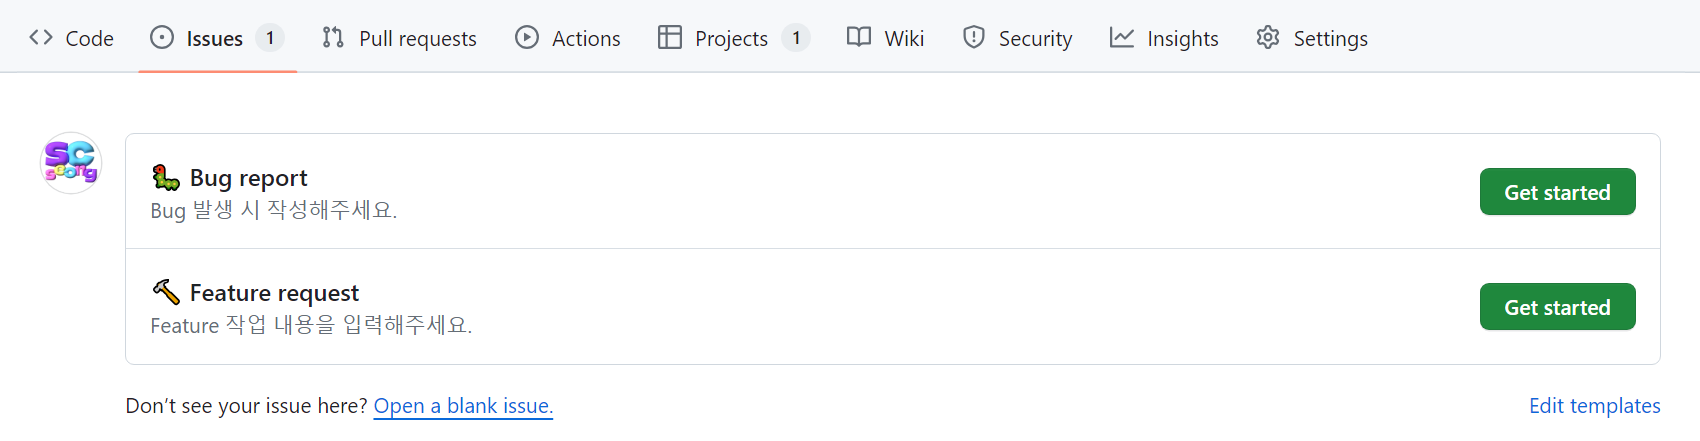 Code Issues 1 Pull requests Actions Projects 1 Wiki Security Insights Settings
SC
seong
Bug report
Bug 발생 시 작성해주세요.
Get started
Feature request
Feature 작업 내용을 입력해주세요.
Get started
Don’t see your issue here? Open a blank issue.
Edit templates